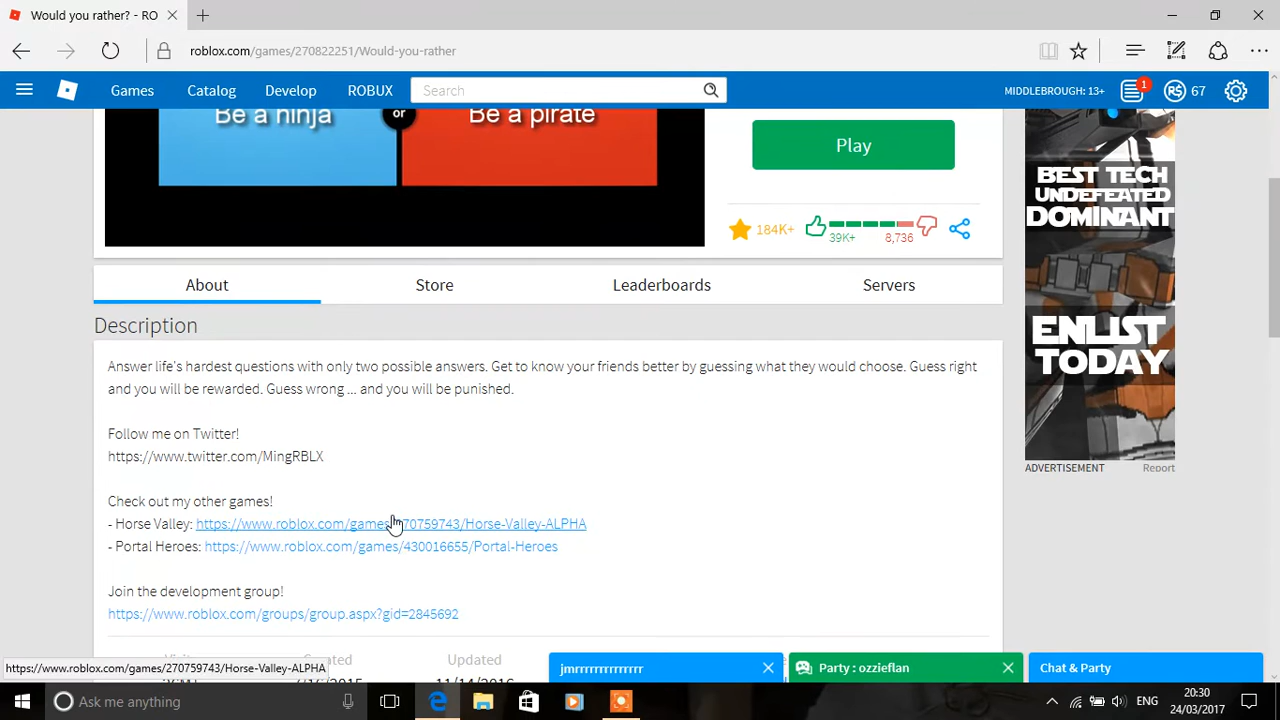 Would you rather? - RO
roblox.com/games/270822251/Would-you-rather
Games
Catalog
Develop
ROBUX
Search
MIDDLEBROUGH: 13+
1
R$ 67
Be a ninja
or
Be a pirate
Play
184K+
39K+
8,736
BEST TECH
UNDEFEATED
DOMINANT
ENLIST
TODAY
ADVERTISEMENT
Report
About
Store
Leaderboards
Servers
Description
Answer life's hardest questions with only two possible answers. Get to know your friends better by guessing what they would choose. Guess right
and you will be rewarded. Guess wrong ... and you will be punished.
Follow me on Twitter!
https://www.twitter.com/MingRBLX
Check out my other games!
- Horse Valley: https://www.roblox.com/games/270759743/Horse-Valley-ALPHA
- Portal Heroes: https://www.roblox.com/games/430016655/Portal-Heroes
Join the development group!
https://www.roblox.com/groups/group.aspx?gid=2845692
Updated
11/14/2016
https://www.roblox.com/games/270759743/Horse-Valley-ALPHA
jmrrrrrrrrrrrrrr
Party : ozzieflan
Chat & Party
Ask me anything
ENG
20:30
24/03/2017